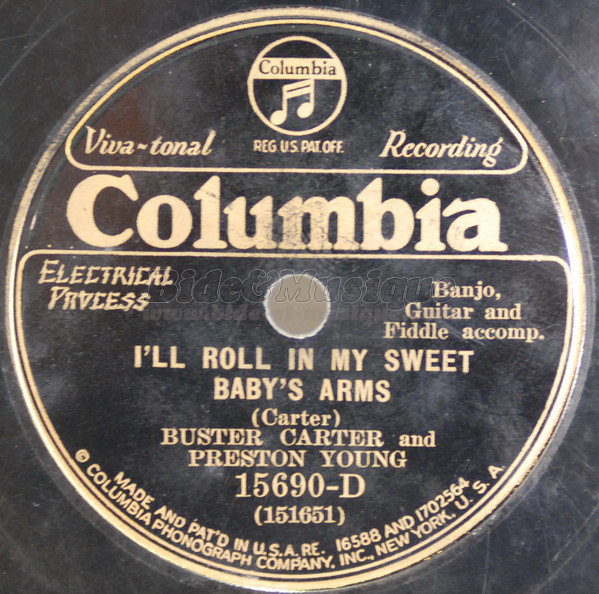 Columbia
Viva-tonal REG. U.S. PAT. OFF. Recording
Columbia
ELECTRICAL
PROCESS
Bide&Musique
Banjo,
Guitar and
Fiddle accomp.
I'LL ROLL IN MY SWEET
BABY'S ARMS
(Carter)
BUSTER CARTER and
PRESTON YOUNG
15690-D
(151651)
MADE AND PAT'D IN U.S.A. RE. 16588 AND 1702564
© COLUMBIA PHONOGRAPH COMPANY, INC., NEW YORK, U. S. A.